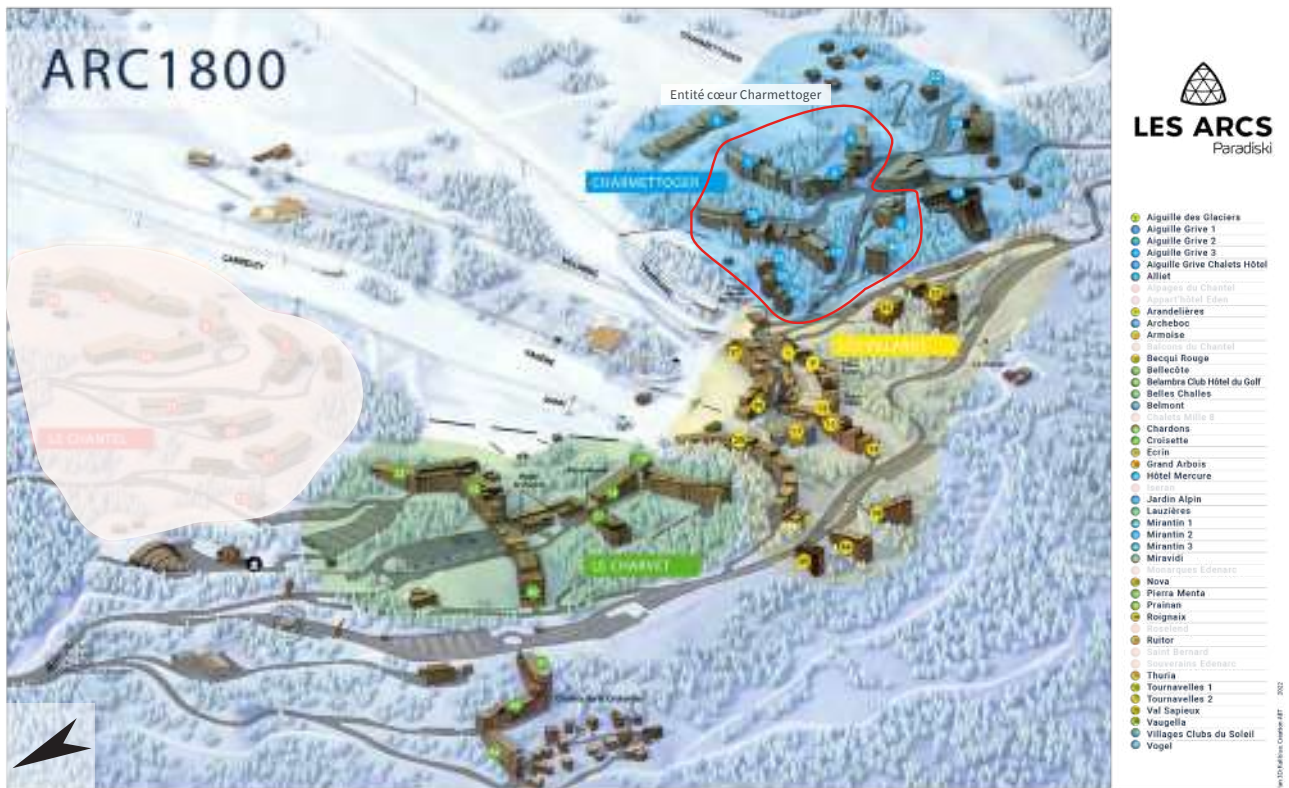 ARC1800
CHARMETTOGER
Entité cœur Charmettoger
CHARMETTOGER
LE CHANTEL
LE CHARVET
LES ARCS
Paradiski
Aiguille des Glaciers
Aiguille Grive 1
Aiguille Grive 2
Aiguille Grive 3
Aiguille Grive Chalets Hôtel
Alliet
Alpages du Chantel
Appart'hôtel Eden
Arandelières
Archeboc
Armoise
Balcons du Chantel
Becqui Rouge
Bellecôte
Belambra Club Hôtel du Golf
Belles Challes
Belmont
Chalets Mille 8
Chardons
Croisette
Ecrin
Grand Arbois
Hôtel Mercure
Iseran
Jardin Alpin
Lauzières
Mirantin 1
Mirantin 2
Mirantin 3
Miravidi
Monarques Edenarc
Nova
Pierra Menta
Prainan
Roignaix
Roselend
Ruitor
Saint Bernard
Souverains Edenarc
Thuria
Tournavelles 1
Tournavelles 2
Val Sapieux
Vaugella
Villages Clubs du Soleil
Vogel
2022